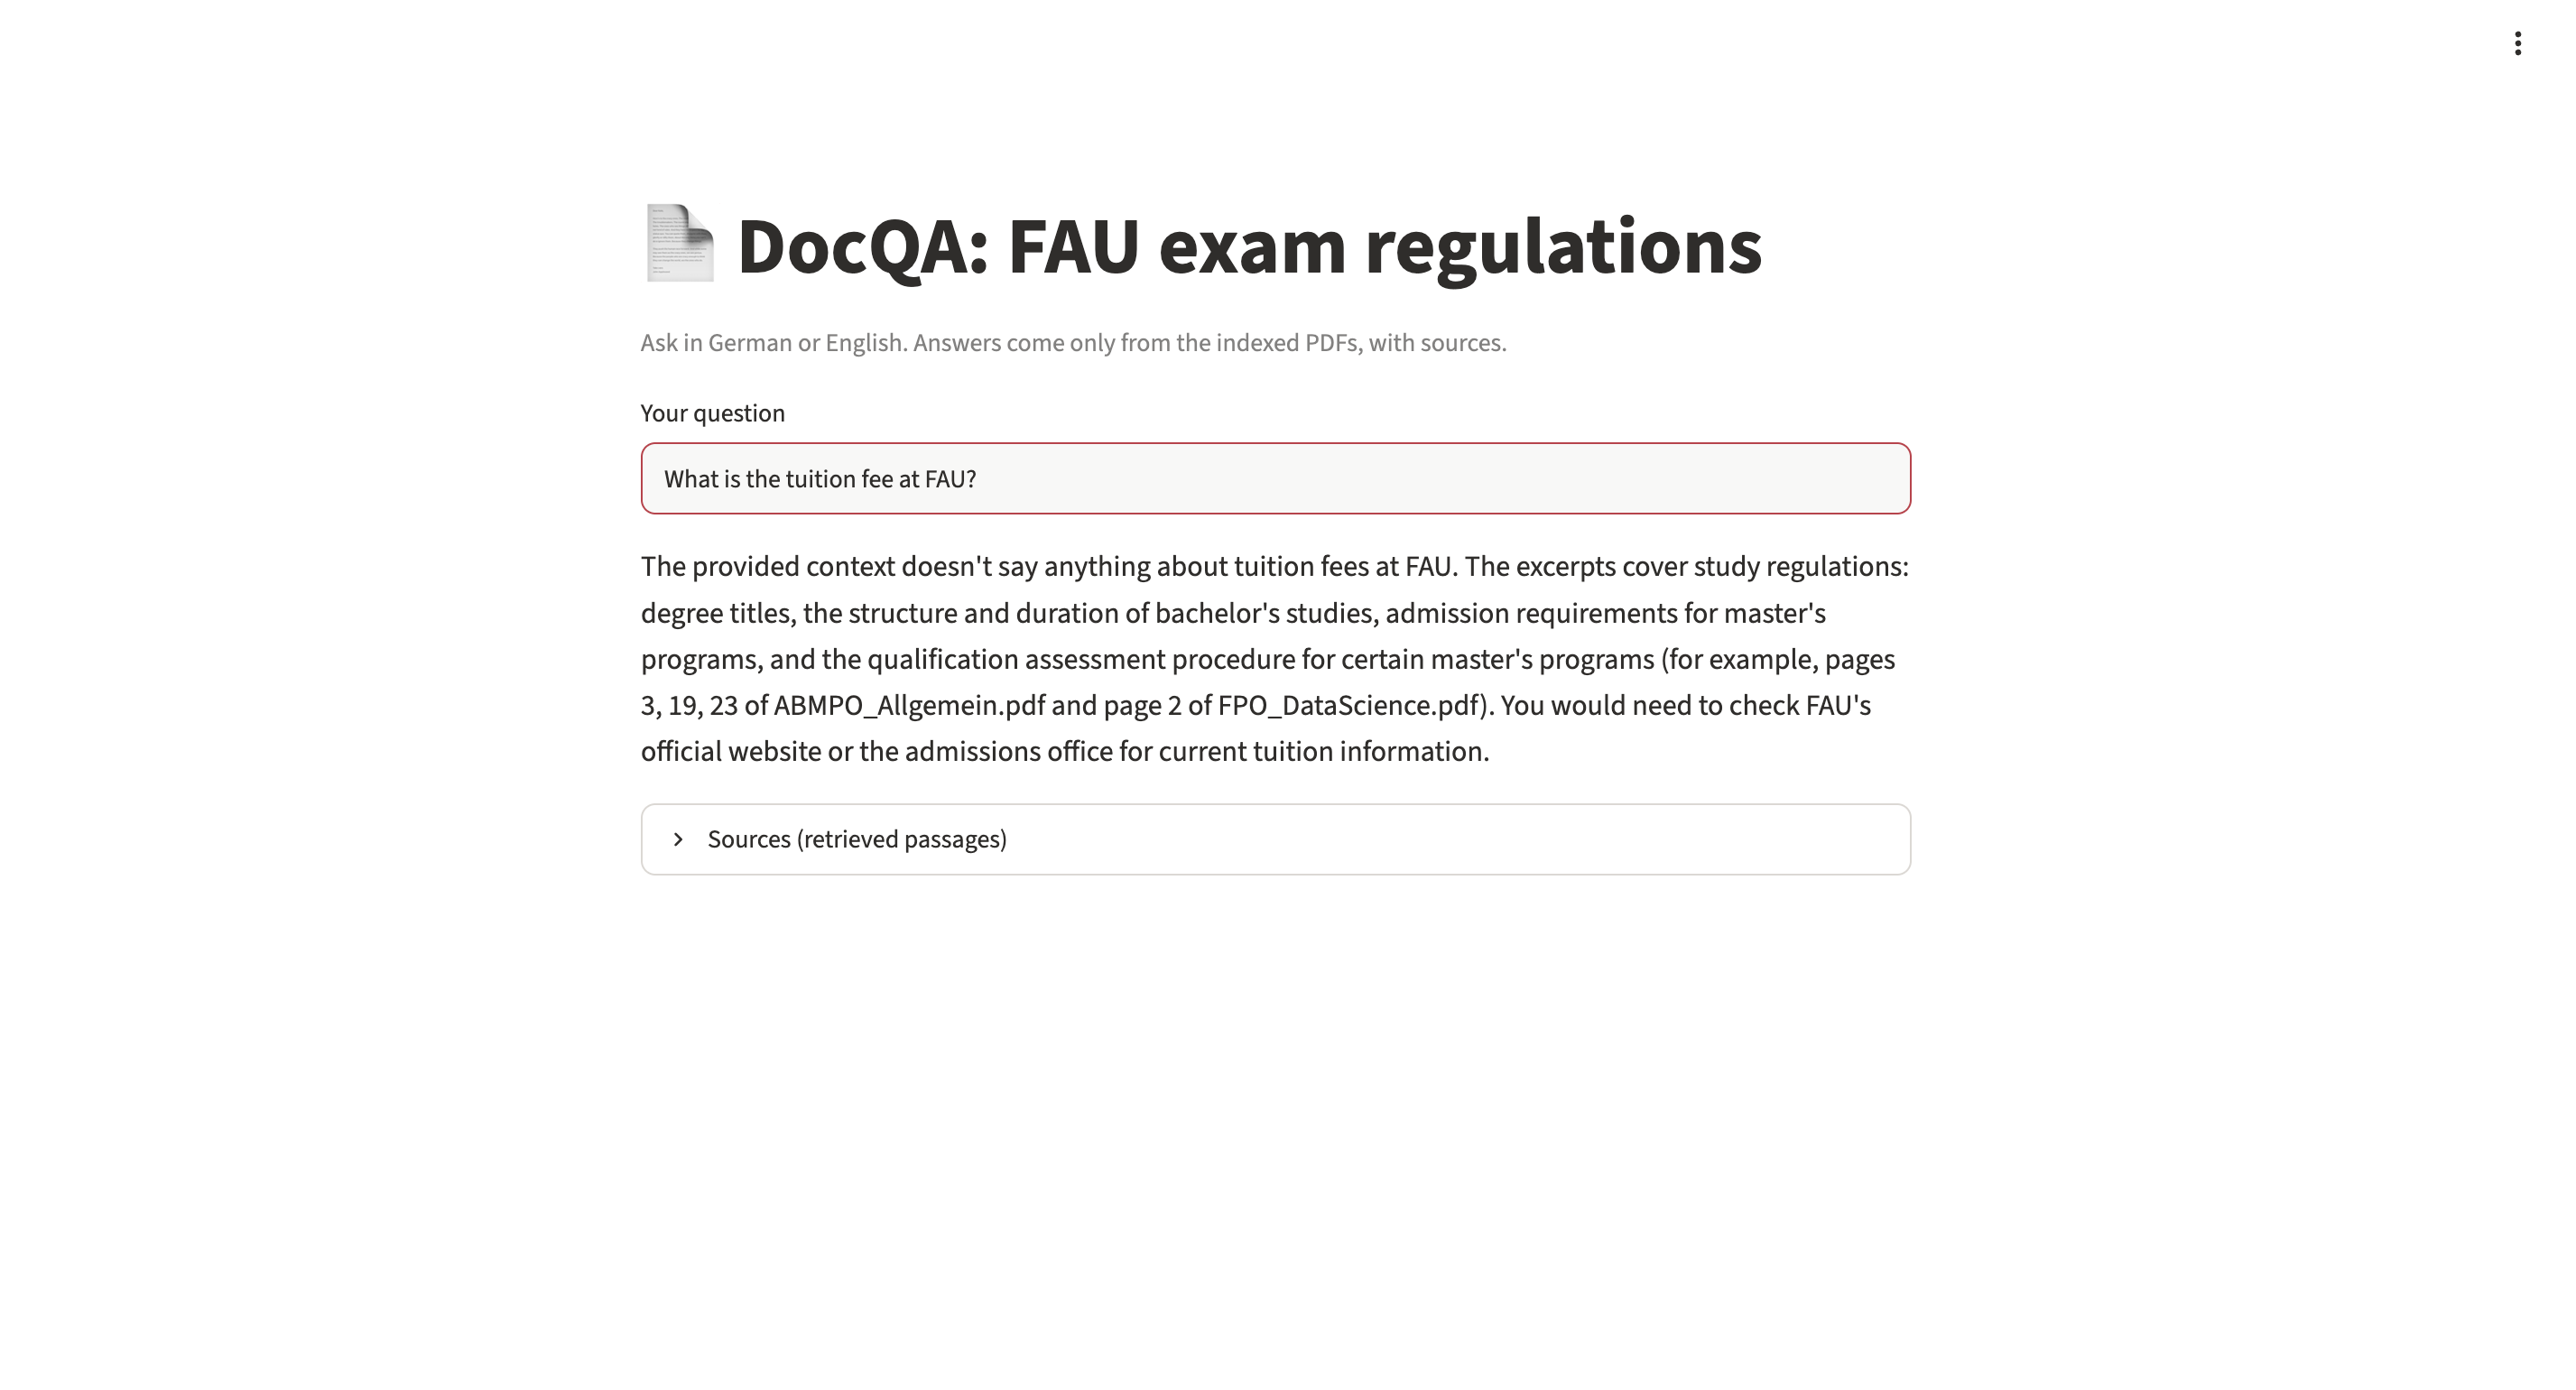 DocQA: FAU exam regulations
Ask in German or English. Answers come only from the indexed PDFs, with sources.
Your question
What is the tuition fee at FAU?
The provided context doesn't say anything about tuition fees at FAU. The excerpts cover study regulations:
degree titles, the structure and duration of bachelor's studies, admission requirements for master's
programs, and the qualification assessment procedure for certain master's programs (for example, pages
3, 19, 23 of ABMPO_Allgemein.pdf and page 2 of FPO_DataScience.pdf). You would need to check FAU's
official website or the admissions office for current tuition information.
Sources (retrieved passages)